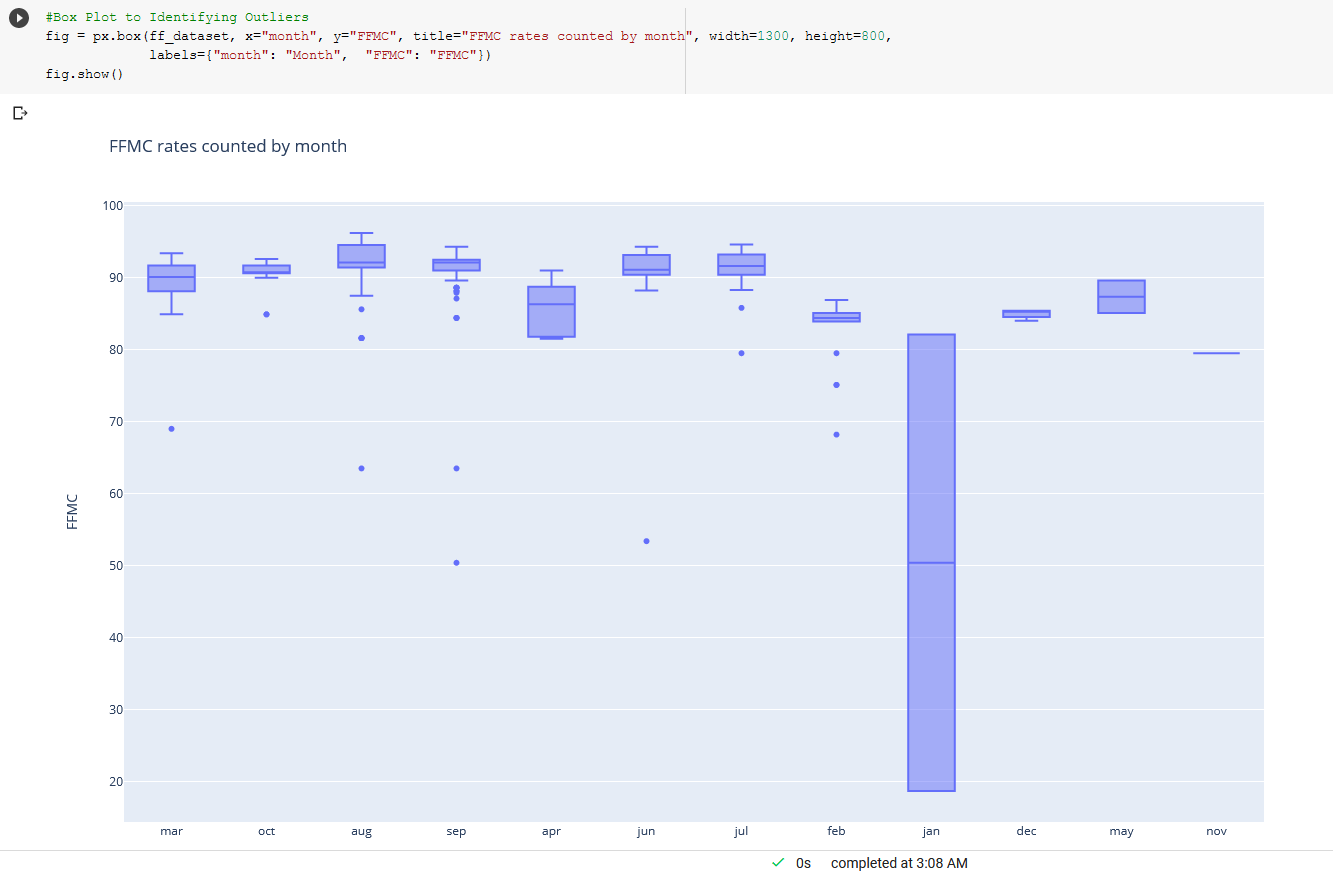 #Box Plot to Identifying Outliers
fig = px.box(ff_dataset, x="month", y="FFMC", title="FFMC rates counted by month", width=1300, height=800,
labels={"month": "Month", "FFMC": "FFMC"})
fig.show()
FFMC rates counted by month
100
90
80
70
60
FFMC
50
40
30
20
mar oct aug sep apr jun jul feb jan dec may nov
0s completed at 3:08 AM